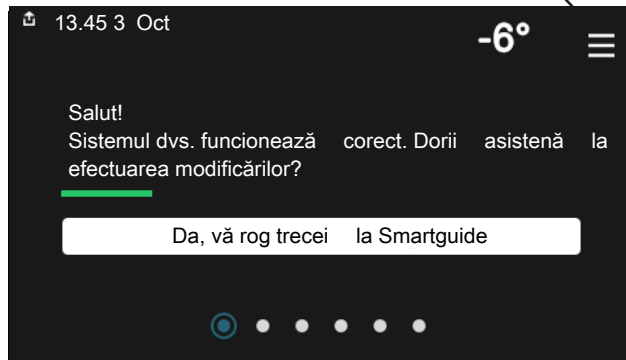 13.45 3 Oct
-6°
Salut!
Sistemul dvs. funcționează corect. Dorii asistenă la
efectuarea modificărilor?
Da, vă rog trecei la Smartguide